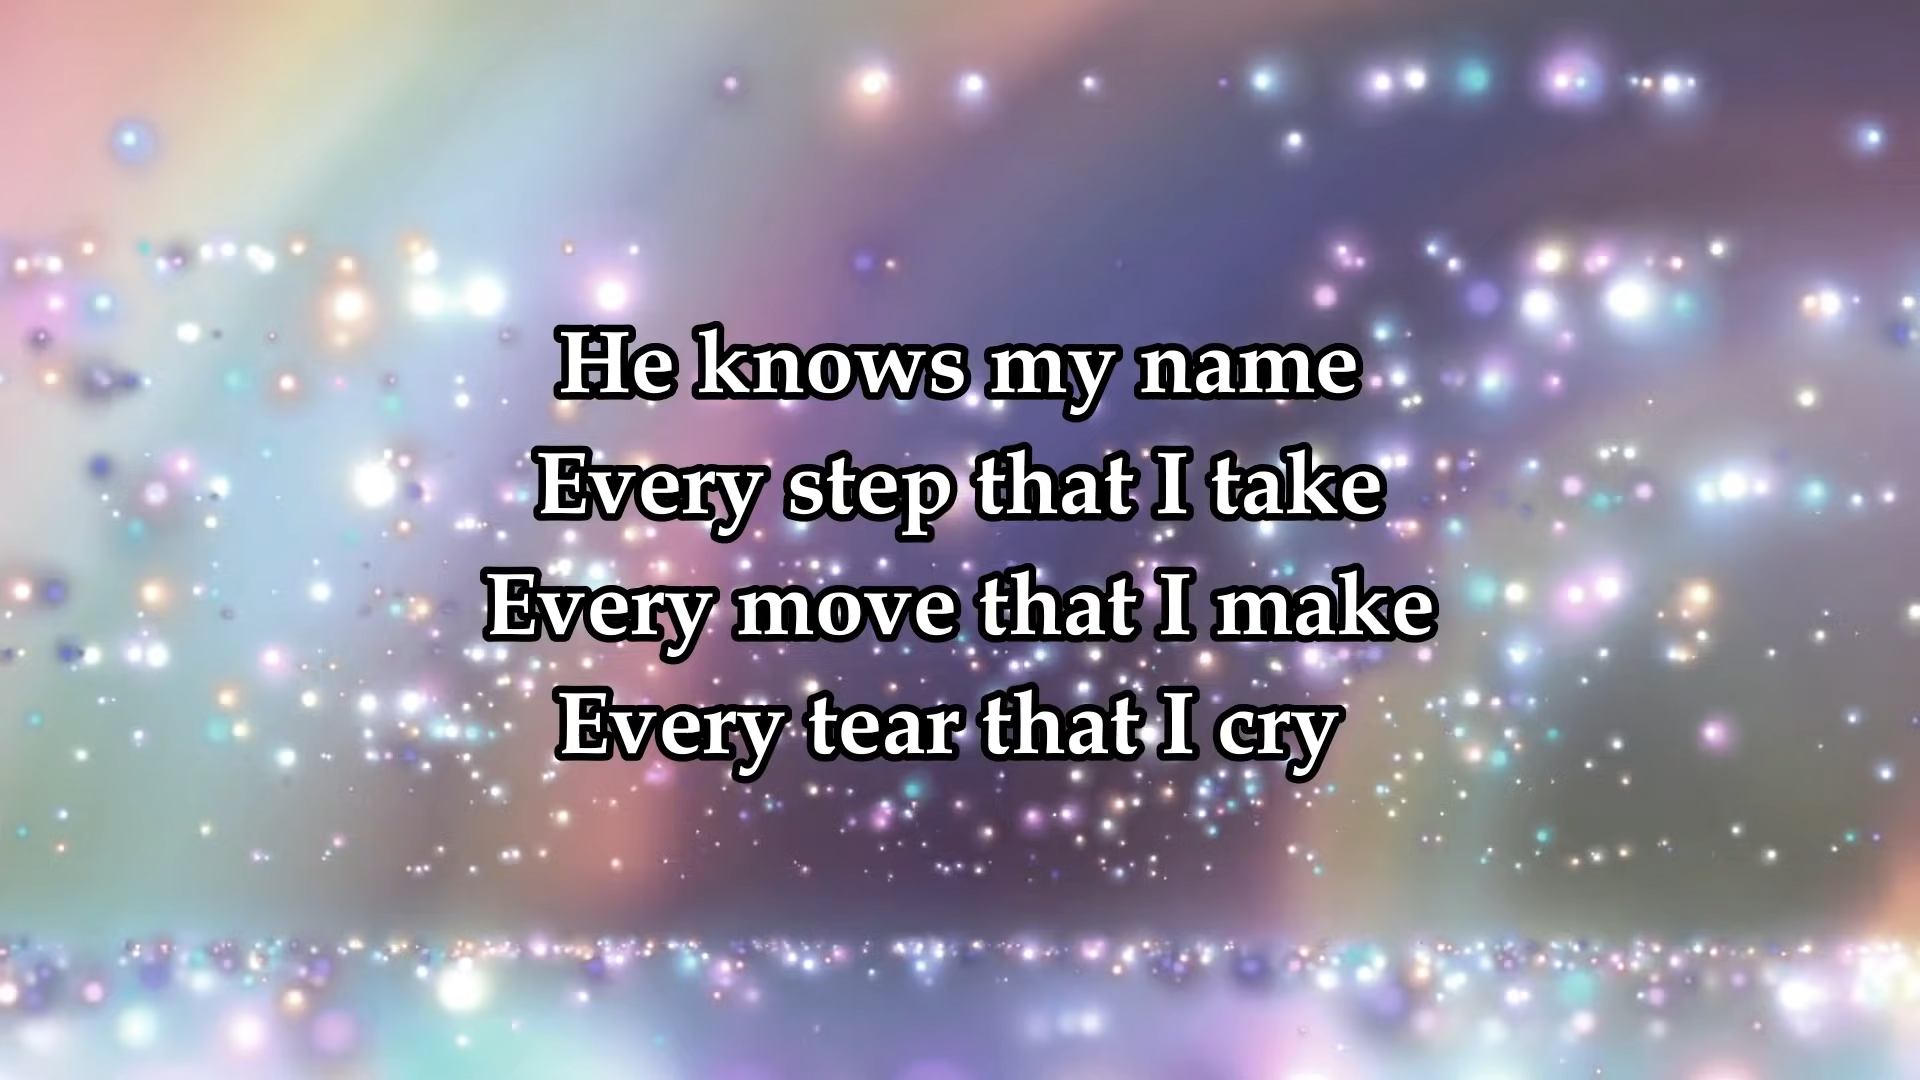 He knows my name
Every step that I take
Every move that I make
Every tear that I cry